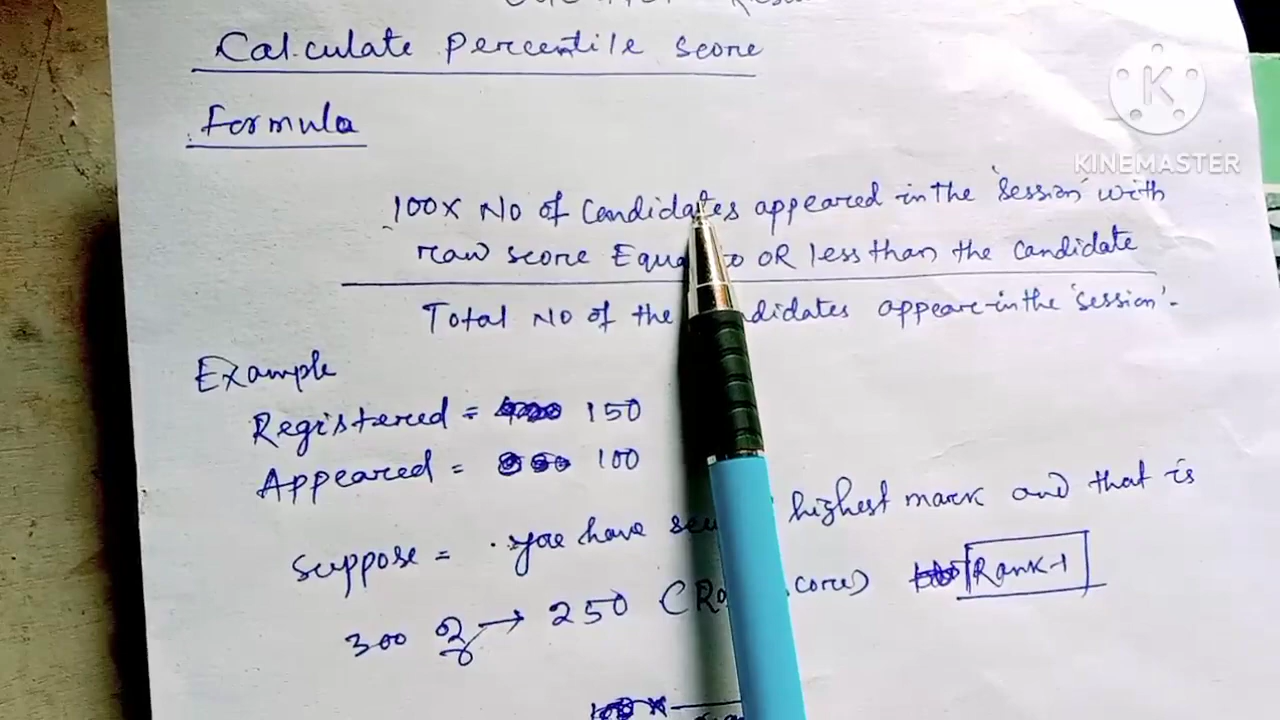 Calculate Percentile score
Formula
100x No of candidates appeared in the 'session' with
raw score Equal to OR less than the candidate
Total No of the candidates appeare in the 'session'.
Example
Registered = 150
Appeared = 100
Suppose = you have highest mark and that is
300 250 Rank-1
K
KINEMASTER